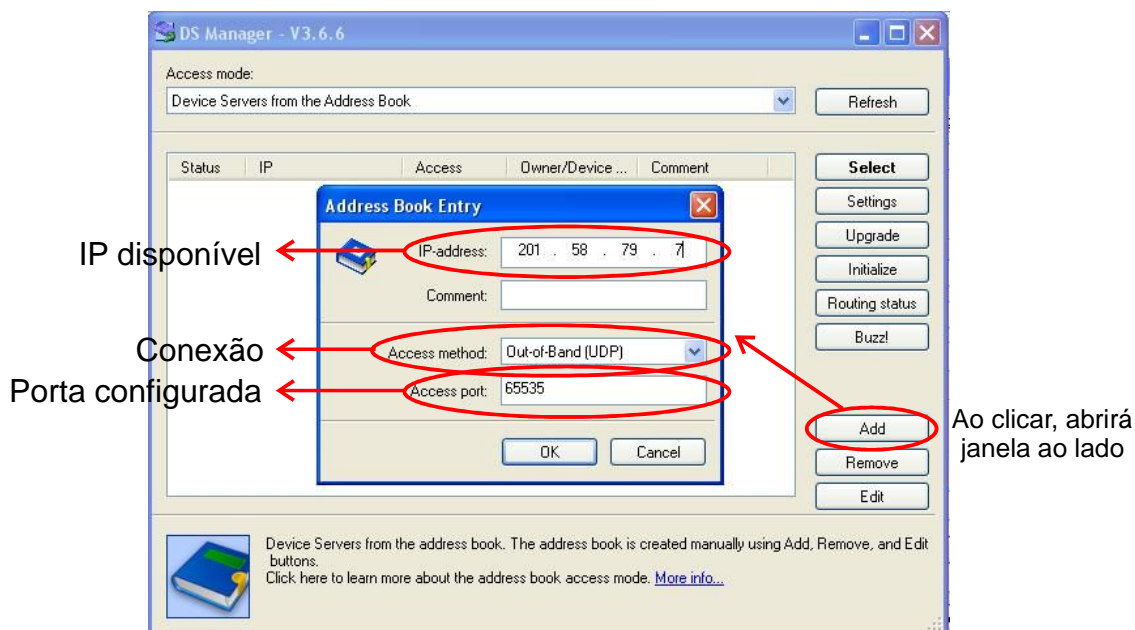 DS Manager - V3.6.6
Access mode:
Device Servers from the Address Book
Refresh
Status IP Access Owner/Device ... Comment
Select
Settings
Upgrade
Initialize
Routing status
Buzz!
Address Book Entry
IP disponível
IP-address: 201 . 58 . 79 . 7
Comment:
Conexão
Access method: Out-of-Band (UDP)
Porta configurada
Access port: 65535
OK Cancel
Add
Ao clicar, abrirá
janela ao lado
Remove
Edit
Device Servers from the address book. The address book is created manually using Add, Remove, and Edit
buttons.
Click here to learn more about the address book access mode. More info...